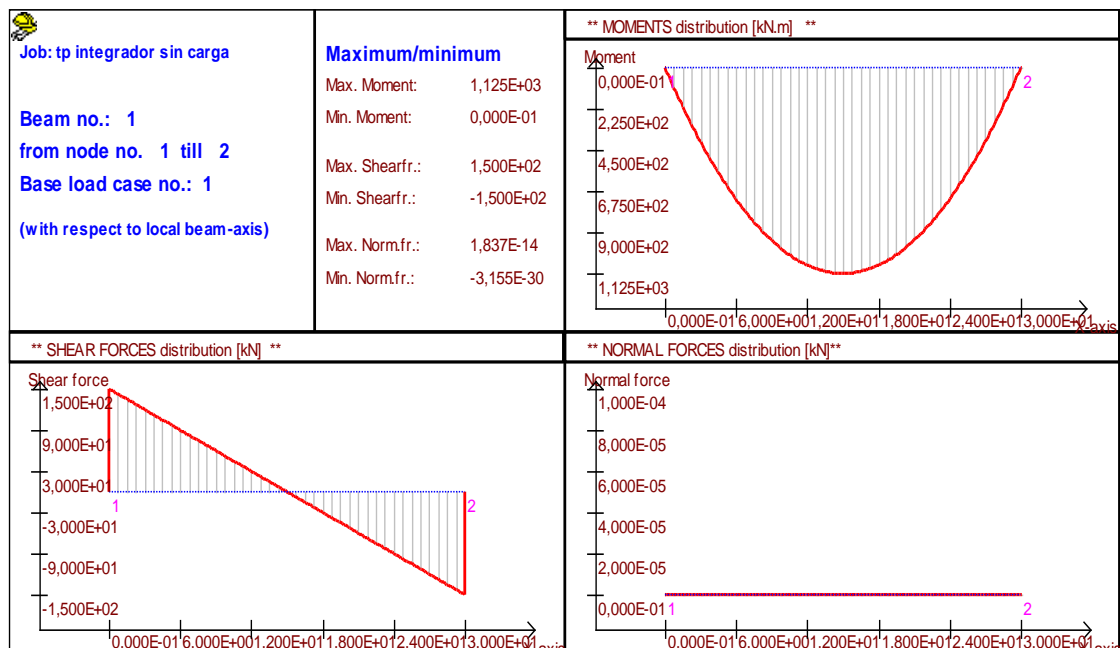 Job: tp integrador sin carga
Beam no.: 1
from node no. 1 till 2
Base load case no.: 1
(with respect to local beam-axis)
Maximum/minimum
Max. Moment: 1,125E+03
Min. Moment: 0,000E-01
Max. Shearfr.: 1,500E+02
Min. Shearfr.: -1,500E+02
Max. Norm.fr.: 1,837E-14
Min. Norm.fr.: -3,155E-30
** MOMENTS distribution [kN.m] **
Moment
0,000E-01
1 2
2,250E+02
4,500E+02
6,750E+02
9,000E+02
1,125E+03
0,000E-01 6,000E+00 1,200E+01 1,800E+01 2,400E+01 3,000E+01
X-axis
** SHEAR FORCES distribution [kN] **
Shear force
1,500E+02
9,000E+01
3,000E+01
1 2
-3,000E+01
-9,000E+01
-1,500E+02
0,000E-01 6,000E+00 1,200E+01 1,800E+01 2,400E+01 3,000E+01
X-axis
** NORMAL FORCES distribution [kN]**
Normal force
1,000E-04
8,000E-05
6,000E-05
4,000E-05
2,000E-05
0,000E-01
1 2
0,000E-01 6,000E+00 1,200E+01 1,800E+01 2,400E+01 3,000E+01
X-axis